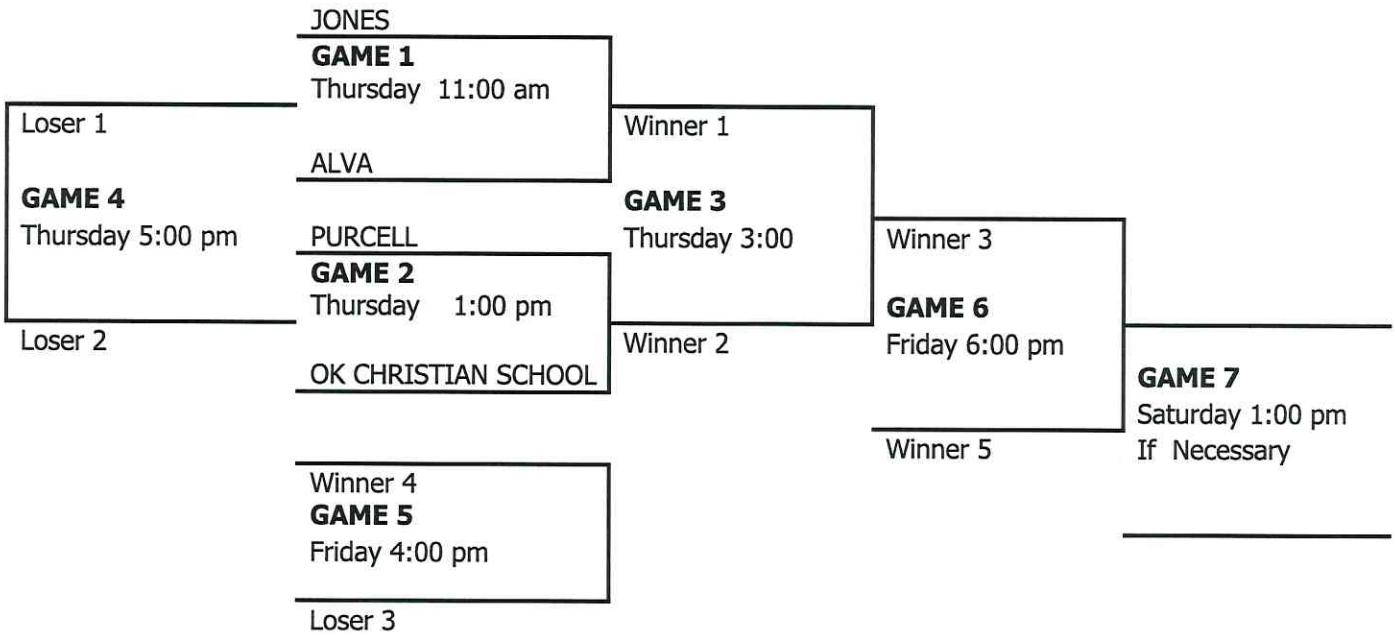 JONES
GAME 1
Thursday 11:00 am
Loser 1
Winner 1
ALVA
GAME 4
Thursday 5:00 pm
GAME 3
Thursday 3:00
PURCELL
Winner 3
GAME 2
Thursday 1:00 pm
GAME 6
Friday 6:00 pm
Loser 2
Winner 2
OK CHRISTIAN SCHOOL
GAME 7
Saturday 1:00 pm
If Necessary
Winner 5
Winner 4
GAME 5
Friday 4:00 pm
Loser 3